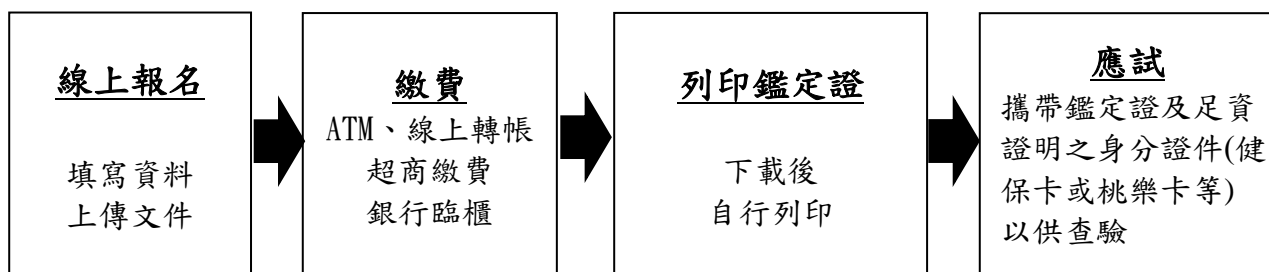 線上報名
填寫資料
上傳文件
繳費
ATM、線上轉帳
超商繳費
銀行臨櫃
列印鑑定證
下載後
自行列印
應試
攜帶鑑定證及足資
證明之身分證件(健
保卡或桃樂卡等)
以供查驗